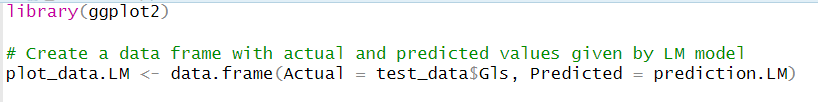 library(ggplot2)
# Create a data frame with actual and predicted values given by LM model
plot_data.LM <- data.frame(Actual = test_data$Gls, Predicted = prediction.LM)